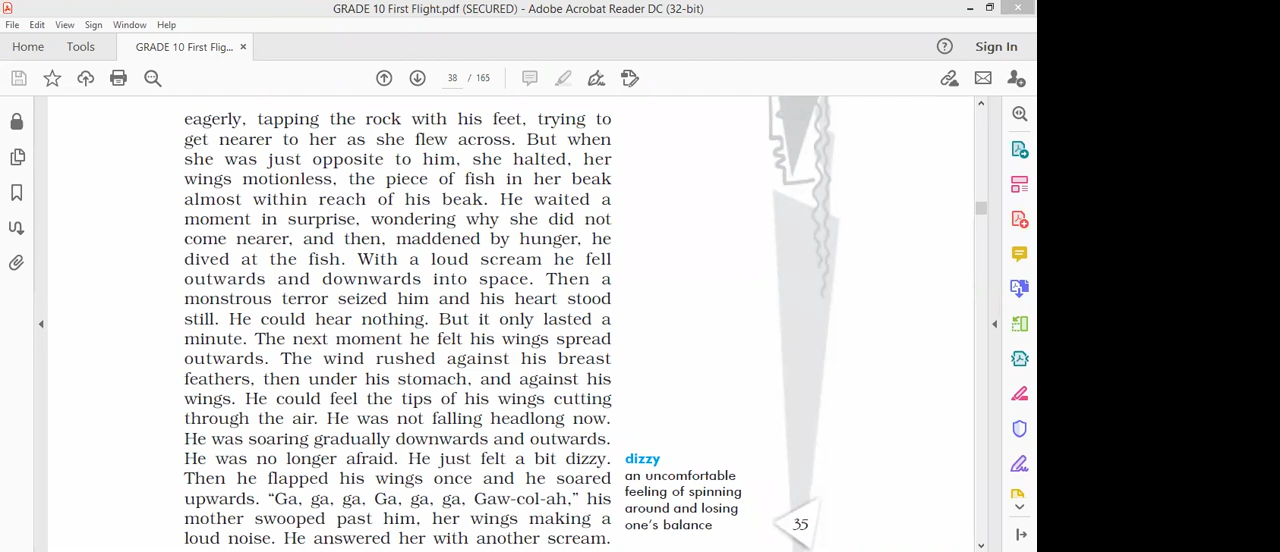 GRADE 10 First Flight.pdf (SECURED) - Adobe Acrobat Reader DC (32-bit)
File Edit View Sign Window Help
Home Tools GRADE 10 First Flig... × Sign In
38 / 165
eagerly, tapping the rock with his feet, trying to
get nearer to her as she flew across. But when
she was just opposite to him, she halted, her
wings motionless, the piece of fish in her beak
almost within reach of his beak. He waited a
moment in surprise, wondering why she did not
come nearer, and then, maddened by hunger, he
dived at the fish. With a loud scream he fell
outwards and downwards into space. Then a
monstrous terror seized him and his heart stood
still. He could hear nothing. But it only lasted a
minute. The next moment he felt his wings spread
outwards. The wind rushed against his breast
feathers, then under his stomach, and against his
wings. He could feel the tips of his wings cutting
through the air. He was not falling headlong now.
He was soaring gradually downwards and outwards.
He was no longer afraid. He just felt a bit dizzy.
Then he flapped his wings once and he soared
upwards. “Ga, ga, ga, Ga, ga, ga, Gaw-col-ah,” his
mother swooped past him, her wings making a
loud noise. He answered her with another scream.
dizzy
an uncomfortable
feeling of spinning
around and losing
one’s balance
35